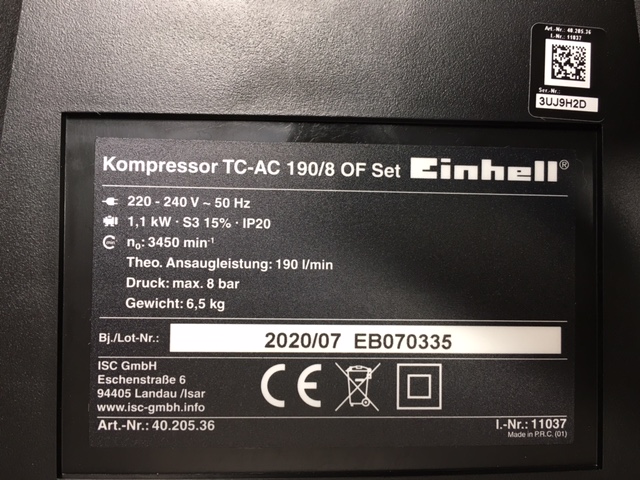 Art.-Nr.: 40.205.36
I.-Nr.: 11037
Ser.-Nr.:
3UJ9H2D
Kompressor TC-AC 190/8 OF Set Einhell®
220 - 240 V ~ 50 Hz
1,1 kW · S3 15% · IP20
n₀: 3450 min⁻¹
Theo. Ansaugleistung: 190 l/min
Druck: max. 8 bar
Gewicht: 6,5 kg
Bj./Lot-Nr.: 2020/07 EB070335
ISC GmbH
Eschenstraße 6
94405 Landau /Isar
www.isc-gmbh.info
CE
Art.-Nr.: 40.205.36 I.-Nr.: 11037
Made in P.R.C. (01)